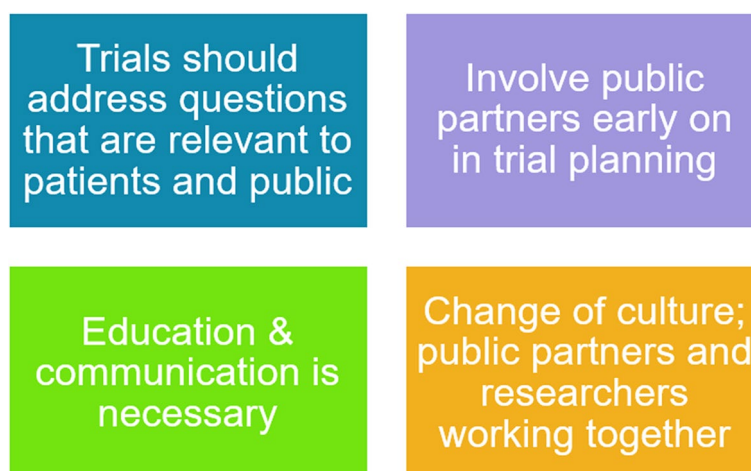 Trials should
address questions
that are relevant to
patients and public
Involve public
partners early on
in trial planning
Education &
communication is
necessary
Change of culture;
public partners and
researchers
working together